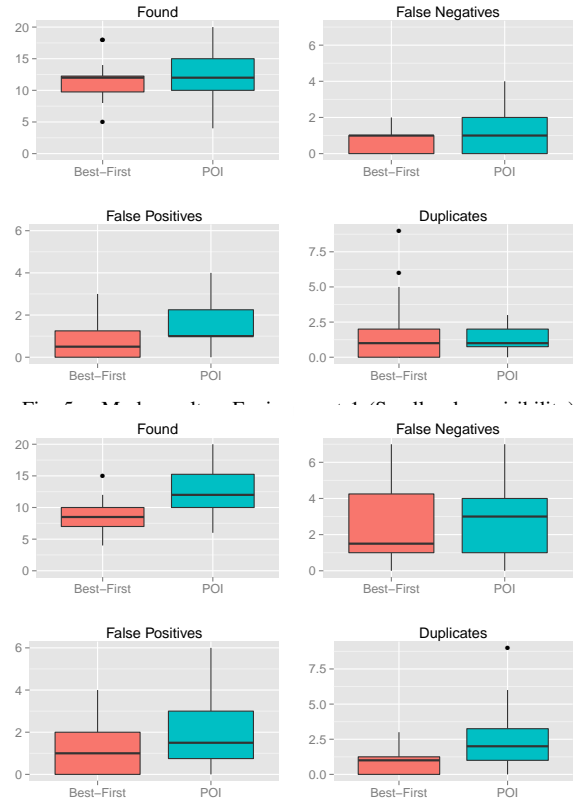 Found
False Negatives
20
15
10
5
0
6
4
2
0
Best−First
POI
Best−First
POI
False Positives
Duplicates
6
4
2
0
7.5
5.0
2.5
0.0
Best−First
POI
Best−First
POI
Found
False Negatives
20
15
10
5
0
6
4
2
0
Best−First
POI
Best−First
POI
False Positives
Duplicates
6
4
2
0
7.5
5.0
2.5
0.0
Best−First
POI
Best−First
POI